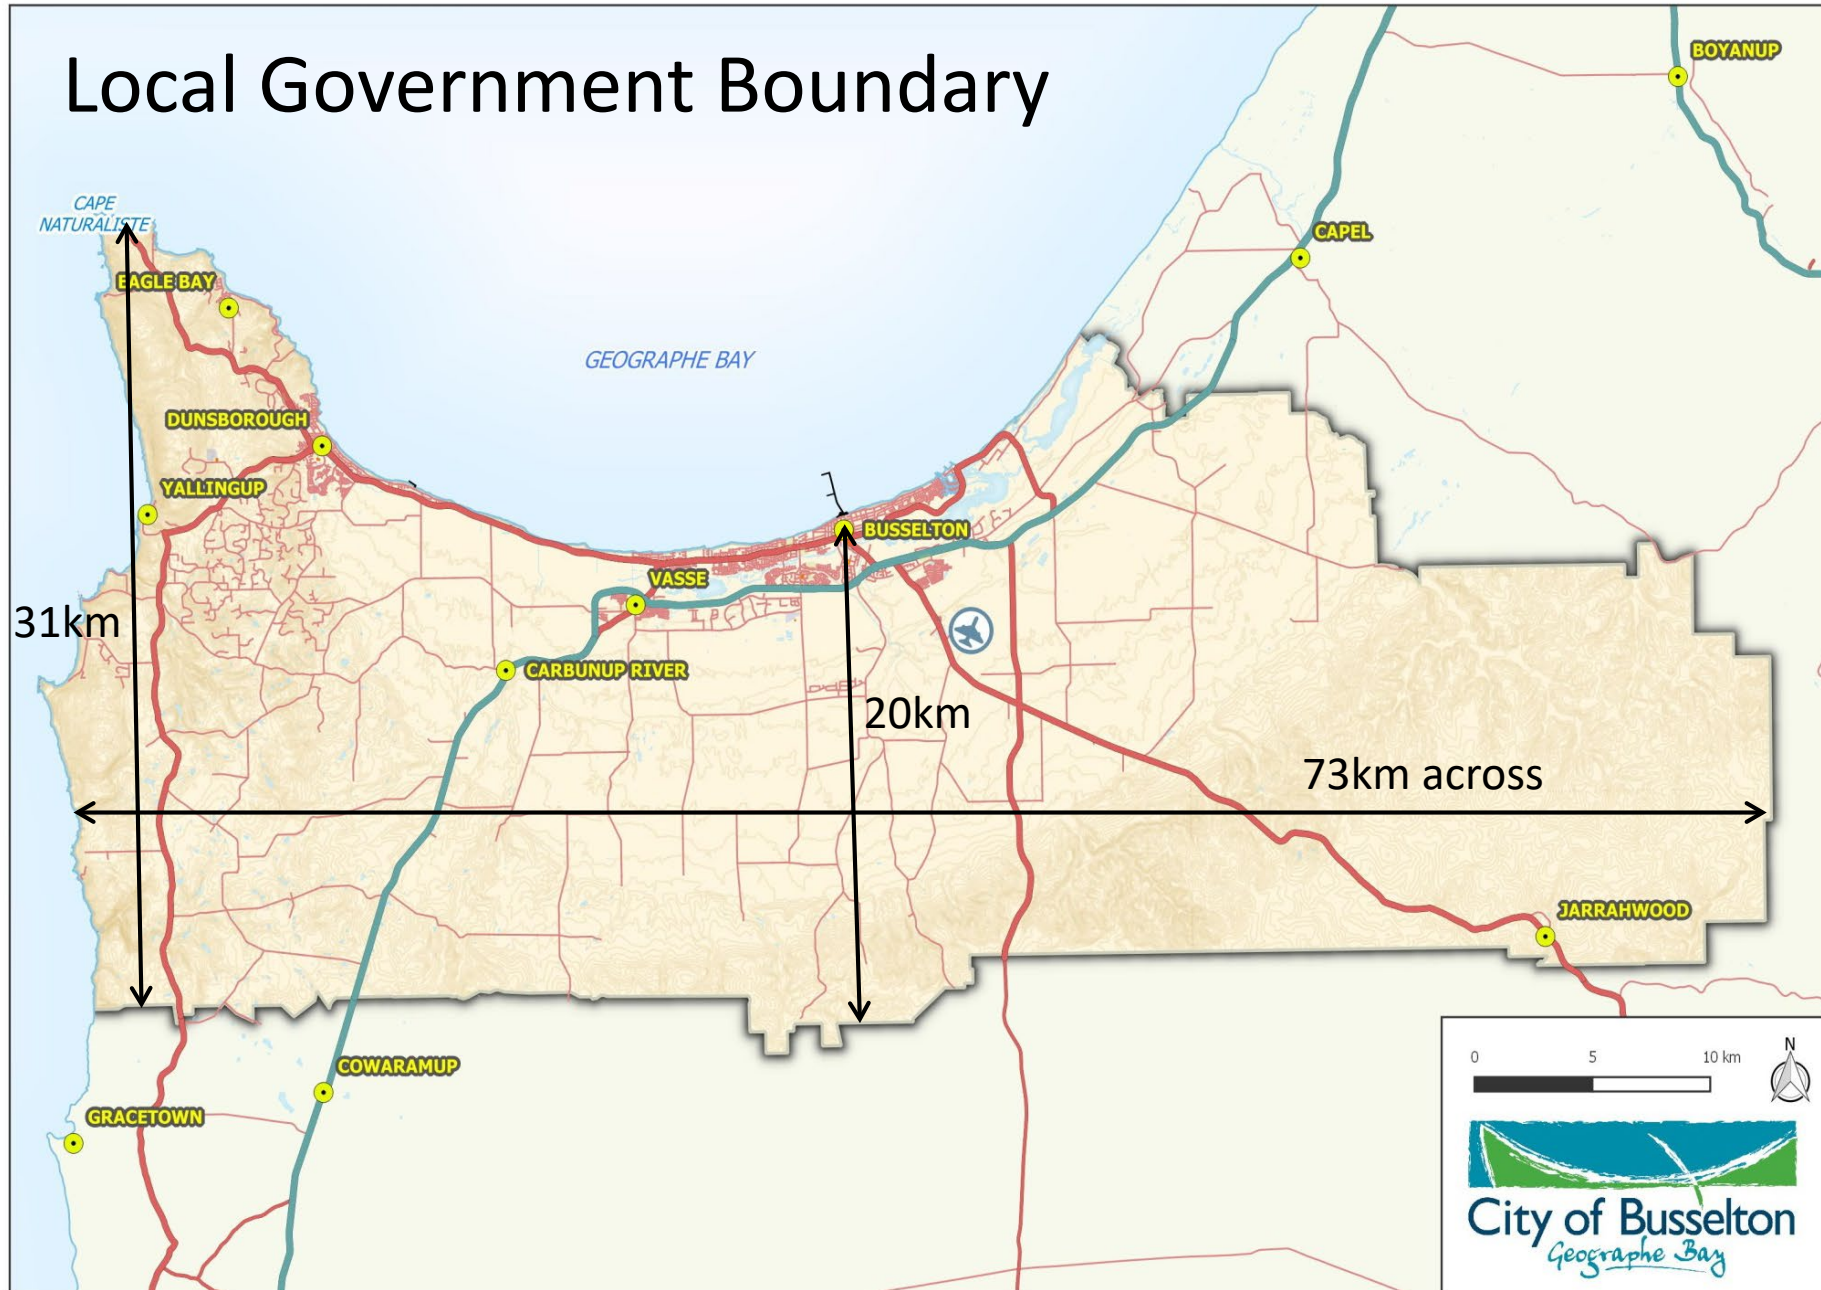 Local Government Boundary
BOYANUP
CAPE
NATURALISTE
CAPEL
EAGLE BAY
GEOGRAPHE BAY
DUNSBOROUGH
YALLINGUP
BUSSELTON
VASSE
31km
CARBUNUP RIVER
20km
73km across
JARRAHWOOD
COWARAMUP
GRACETOWN
N
0 5 10 km
City of Busselton
Geographe Bay